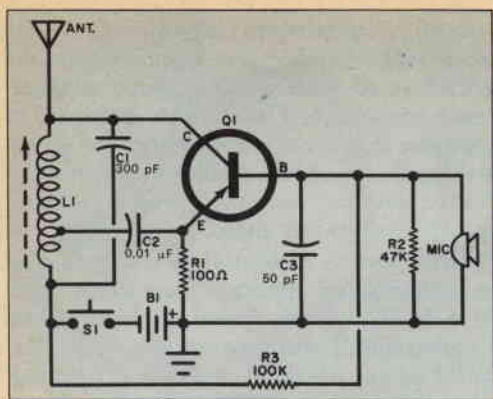 ANT.
Q1
C
B
E
C1
300 pF
L1
C2
0.01 µF
R1
100Ω
C3
50 pF
R2
47K
MIC
S1
B1
+
R3
100K